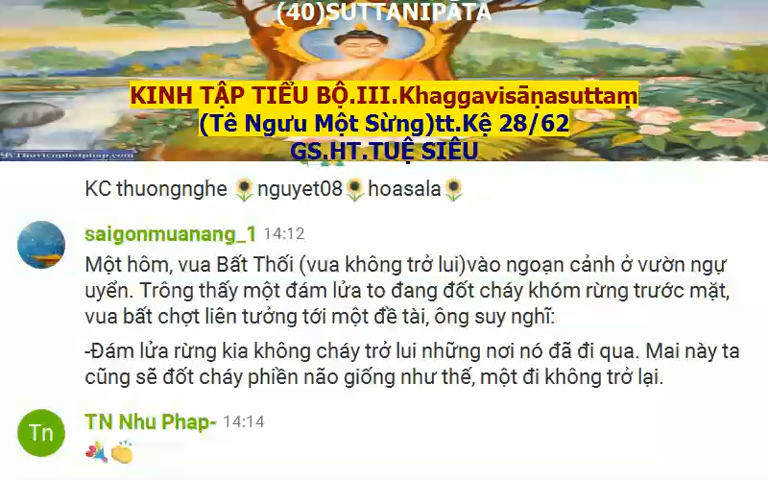 (40)SUTTANIPĀTA
KINH TẬP TIỂU BỘ.III.Khaggavisāṇasuttaṃ
(Tê Ngưu Một Sừng)tt.Kệ 28/62
GS.HT.TUỆ SIÊU
Thuvienphatphap.com
KC thuongnghe 🌻nguyet08🌻hoasala🌻
saigonmuanang_1 14:12
Một hôm, vua Bất Thối (vua không trở lui)vào ngoạn cảnh ở vườn ngự
uyển. Trông thấy một đám lửa to đang đốt cháy khóm rừng trước mặt,
vua bất chợt liên tưởng tới một đề tài, ông suy nghĩ:
-Đám lửa rừng kia không cháy trở lui những nơi nó đã đi qua. Mai này ta
cũng sẽ đốt cháy phiền não giống như thế, một đi không trở lại.
Tn
TN Nhu Phap- 14:14
💐👏